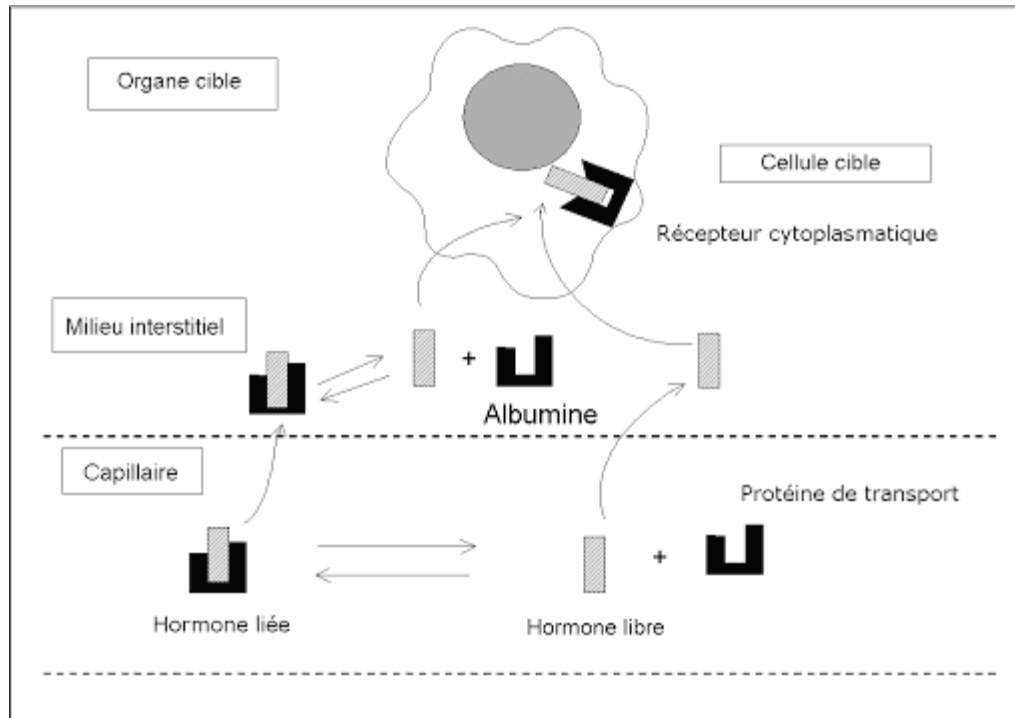 Organe cible
Cellule cible
Récepteur cytoplasmatique
Milieu interstitiel
+
Albumine
Capillaire
Protéine de transport
+
Hormone liée
Hormone libre